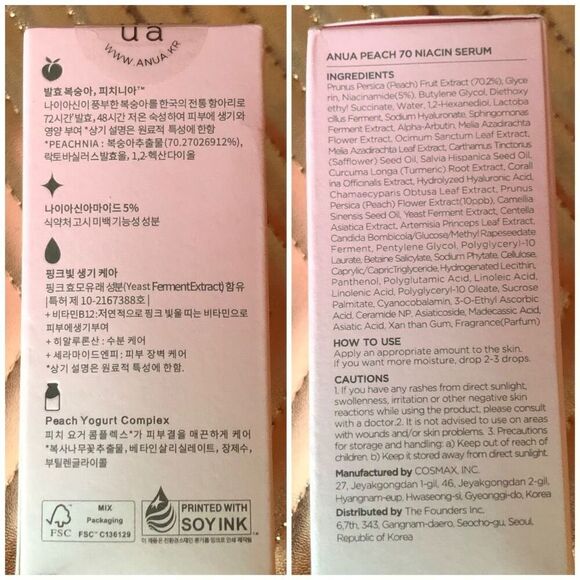 üa
WWW.ANUA.KR
발효 복숭아, 피치니아™
나이아신이 풍부한 복숭아를 한국의 전통 항아리로
72시간 발효, 48시간 저온 숙성하여 피부에 생기와
영양 부여 *상기 설명은 원료적 특성에 한함
*PEACHNIA : 복숭아추출물(70.27026912%),
락토바실러스발효물, 1,2-헥산다이올
나이아신아마이드 5%
식약처 고시 미백 기능성 성분
핑크빛 생기 케어
핑크 효모유래 성분(Yeast Ferment Extract) 함유
|특허 제 10-2167388호|
+ 비타민B12: 저연적으로 핑크 빛을 띠는 비타민으로
피부에 생기부여
+ 히알루론산 : 수분 케어
+ 세라마이드엔피 : 피부 장벽 케어
*상기 설명은 원료적 특성에 한함.
Peach Yogurt Complex
피치 요거 콤플렉스*가 피부결을 매끈하게 케어
*복사나무꽃추출물, 베타인살리실레이트, 장제수,
부틸렌글라이콜
FSC
MIX
Packaging
FSC™ C136129
PRINTED WITH
SOY INK™
ANUA PEACH 70 NIACIN SERUM
INGREDIENTS
Prunus Persica (Peach) Fruit Extract (70.2%), Glyce
rin, Niacinamide(5%), Butylene Glycol, Diethoxy
ethyl Succinate, Water, 1,2-Hexanediol, Lactoba
cillus Ferment, Sodium Hyaluronate, Sphingomonas
Ferment Extract, Alpha-Arbutin, Melia Azadirachta
Flower Extract, Ocimum Sanctum Leaf Extract,
Melia Azadirachta Leaf Extract, Carthamus Tinctorius
(Safflower) Seed Oil, Salvia Hispanica Seed Oil,
Curcuma Longa (Turmeric) Root Extract, Corall
ina Officinalis Extract, Hydrolyzed Hyaluronic Acid,
Chamaecyparis Obtusa Leaf Extract, Prunus
Persica (Peach) Flower Extract(10ppb), Camellia
Sinensis Seed Oil, Yeast Ferment Extract, Centella
Asiatica Extract, Artemisia Princeps Leaf Extract,
Candida Bombicola/Glucose/Methyl Rapeseedate
Ferment, Pentylene Glycol, Polyglyceryl-10
Laurate, Betaine Salicylate, Sodium Phytate, Cellulose,
Caprylic/Capric Triglyceride, Hydrogenated Lecithin,
Panthenol, Polyglutamic Acid, Linoleic Acid,
Linolenic Acid, Polyglyceryl-10 Oleate, Sucrose
Palmitate, Cyanocobalamin, 3-O-Ethyl Ascorbic
Acid, Ceramide NP, Asiaticoside, Madecassic Acid,
Asiatic Acid, Xan than Gum, Fragrance(Parfum)
HOW TO USE
Apply an appropriate amount to the skin.
If you want more moisture, drop 2-3 drops.
CAUTIONS
1. If you have any rashes from direct sunlight,
swollenness, irritation or other negative skin
reactions while using the product, please consult
with a doctor.2. It is not advised to use on areas
with wounds and/or skin problems. 3. Precautions
for storage and handling: a) Keep out of reach of
children. b) Keep it stored away from direct sunlight.
Manufactured by COSMAX, INC.
27, Jeyakgongdan 1-gil, 46, Jeyakgongdan 2-gil,
Hyangnam-eup, Hwaseong-si, Gyeonggi-do, Korea
Distributed by The Founders Inc.
6,7th, 343, Gangnam-daero, Seocho-gu, Seoul,
Republic of Korea